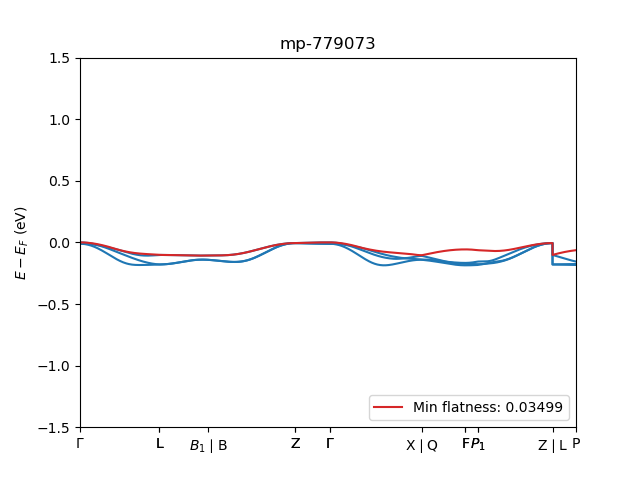 mp-779073
1.5
1.0
0.5
0.0
−0.5
−1.0
−1.5
E − E_F (eV)
Min flatness: 0.03499
Γ L B₁ | B Z Γ X | Q F P₁ Z | L P